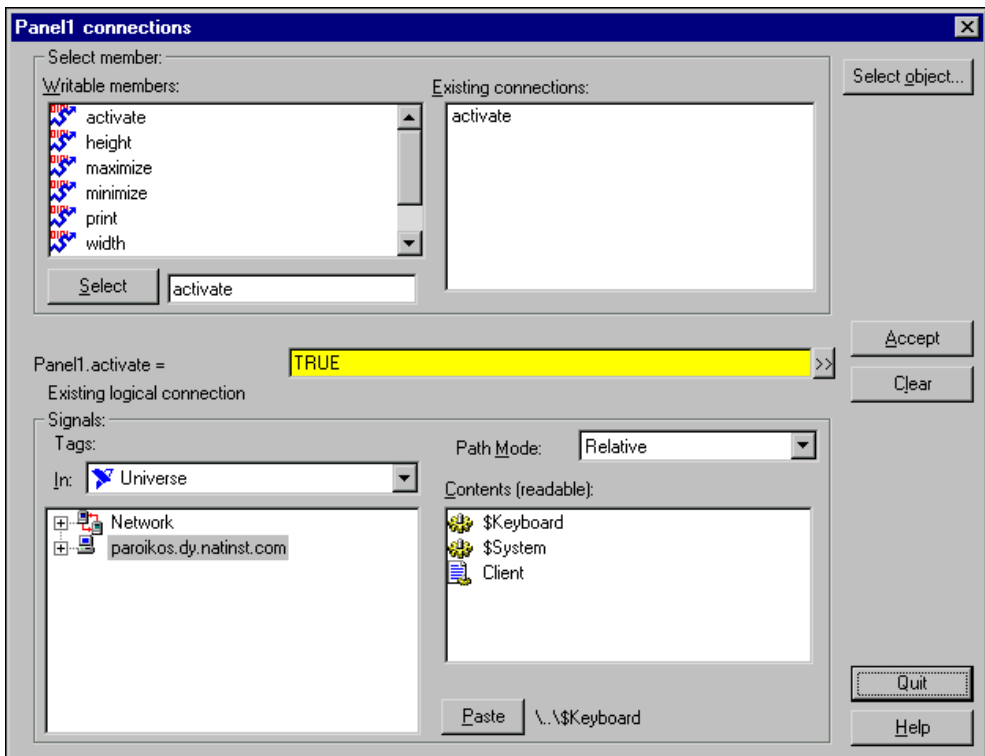 Panel1 connections
Select member:
Writable members:
activate
height
maximize
minimize
print
width
Select
activate
Existing connections:
activate
Select object...
Panel1.activate =
TRUE
>>
Existing logical connection
Accept
Clear
Signals:
Tags:
In:
Universe
Network
paroikos.dy.natinst.com
Path Mode:
Relative
Contents (readable):
$Keyboard
$System
Client
Paste
\..\$Keyboard
Quit
Help